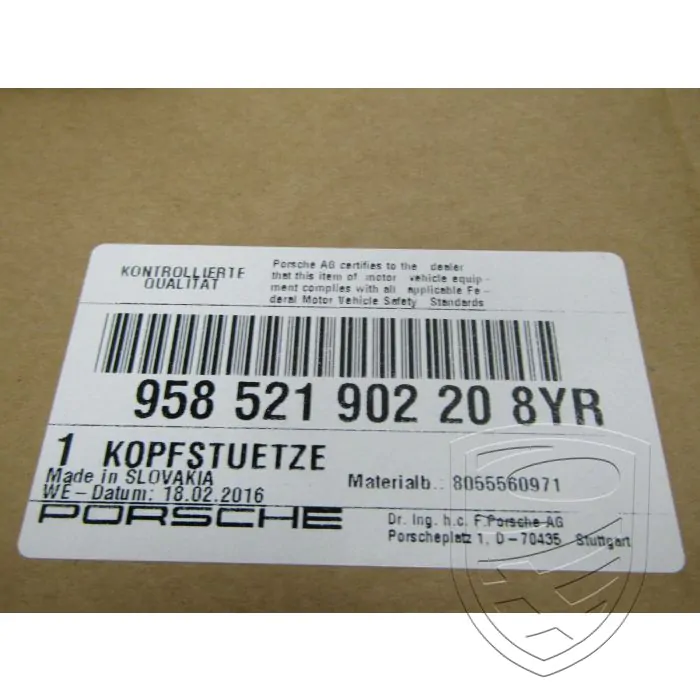 KONTROLLIERTE
QUALITÄT
Porsche AG certifies to the dealer
that this item of motor vehicle equip-
ment complies with all applicable Fe-
deral Motor Vehicle Safety Standards
958 521 902 20 8YR
1 KOPFSTUETZE
Made in SLOVAKIA
WE-Datum: 18.02.2016
Materialb.: 8055560971
PORSCHE
Dr. Ing. h.c. F.Porsche AG
Porscheplatz 1, D-70435 Stuttgart